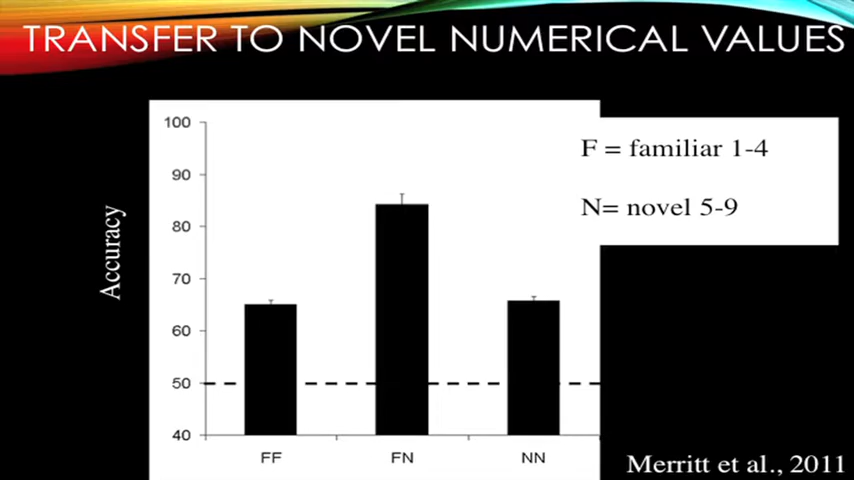 TRANSFER TO NOVEL NUMERICAL VALUES
100
90
80
70
60
50
40
Accuracy
FF FN NN
F = familiar 1-4
N= novel 5-9
Merritt et al., 2011